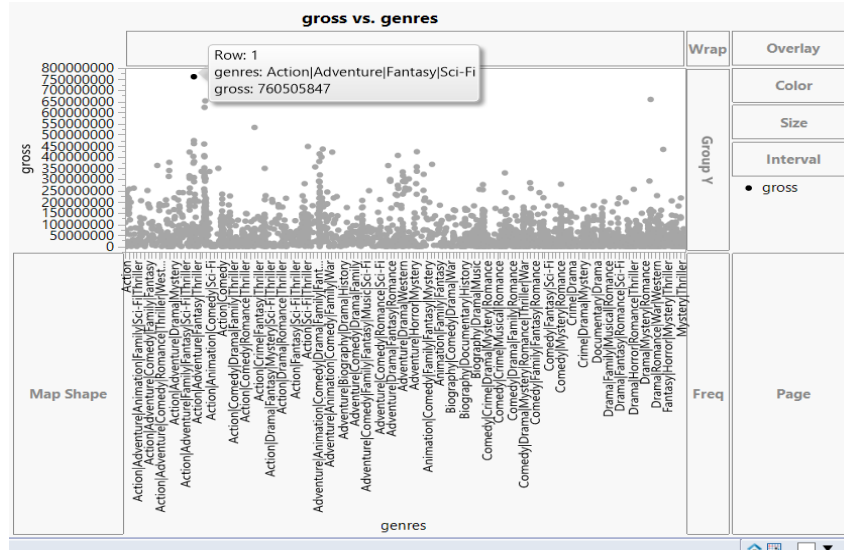 gross vs. genres
Wrap
Overlay
Row: 1
genres: Action|Adventure|Fantasy|Sci-Fi
gross: 760505847
Color
Size
Interval
gross
Group Y
gross
800000000
750000000
700000000
650000000
600000000
550000000
500000000
450000000
400000000
350000000
300000000
250000000
200000000
150000000
100000000
50000000
0
Map Shape
Action
Action|Adventure|Animation|Family|Sci-Fi|Thriller
Action|Adventure|Comedy|Family|Fantasy
Action|Adventure|Comedy|Romance|Thriller|West...
Action|Adventure|Drama|Mystery
Action|Adventure|Family|Fantasy|Thriller
Action|Adventure|Fantasy|Thriller
Action|Adventure|Thriller
Action|Animation|Comedy|Sci-Fi
Action|Comedy
Action|Comedy|Drama|Family|Thriller
Action|Comedy|Romance|Thriller
Action|Crime|Fantasy|Thriller
Action|Drama|Fantasy|Mystery|Sci-Fi|Thriller
Action|Drama|Romance|Thriller
Action|Fantasy|Sci-Fi|Thriller
Action|Sci-Fi|Thriller
Adventure|Animation|Comedy|Drama|Family|Fant...
Adventure|Animation|Comedy|Family|War
Adventure|Biography|Drama|History
Adventure|Comedy|Drama|Family
Adventure|Comedy|Family|Fantasy|Music|Sci-Fi
Adventure|Comedy|Romance|Sci-Fi
Adventure|Drama|Fantasy|Romance
Adventure|Drama|Western
Adventure|Horror|Mystery
Animation|Comedy|Family|Fantasy|Mystery
Animation|Family|Fantasy
Biography|Comedy|Drama|War
Biography|Documentary|History
Biography|Drama|Music
Comedy|Crime|Drama|Mystery|Romance
Comedy|Crime|Musical|Romance
Comedy|Drama|Family|Romance
Comedy|Drama|Mystery|Romance|Thriller|War
Comedy|Family|Fantasy|Romance
Comedy|Fantasy|Sci-Fi
Comedy|Mystery|Romance
Crime|Drama
Crime|Drama|Mystery
Documentary|Drama
Drama|Family|Musical|Romance
Drama|Fantasy|Romance|Sci-Fi
Drama|Horror|Romance|Thriller
Drama|Mystery|Romance
Drama|Romance|War|Western
Fantasy|Horror|Mystery|Thriller
Mystery|Thriller
Freq
Page
genres